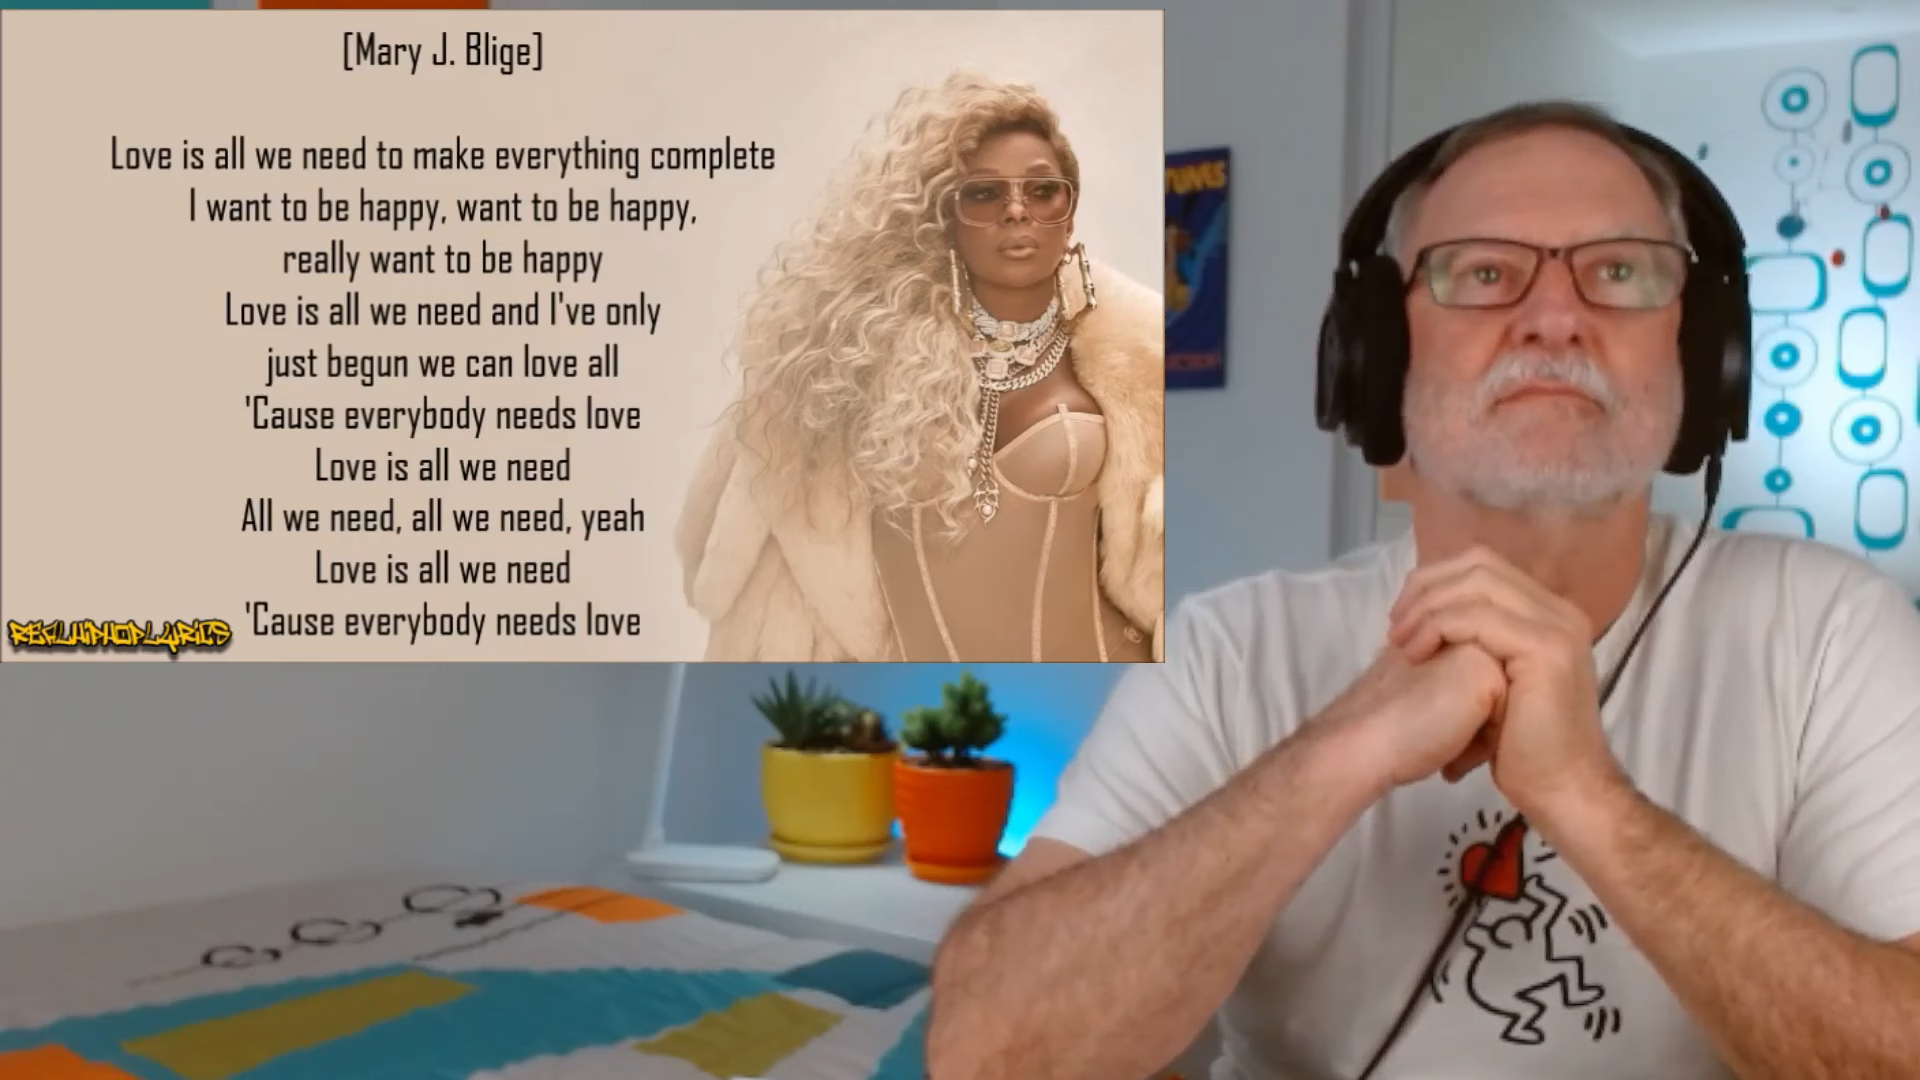 [Mary J. Blige]
Love is all we need to make everything complete
I want to be happy, want to be happy,
really want to be happy
Love is all we need and I've only
just begun we can love all
'Cause everybody needs love
Love is all we need
All we need, all we need, yeah
Love is all we need
'Cause everybody needs love
REALHIPHOPLYRICS
TUNES